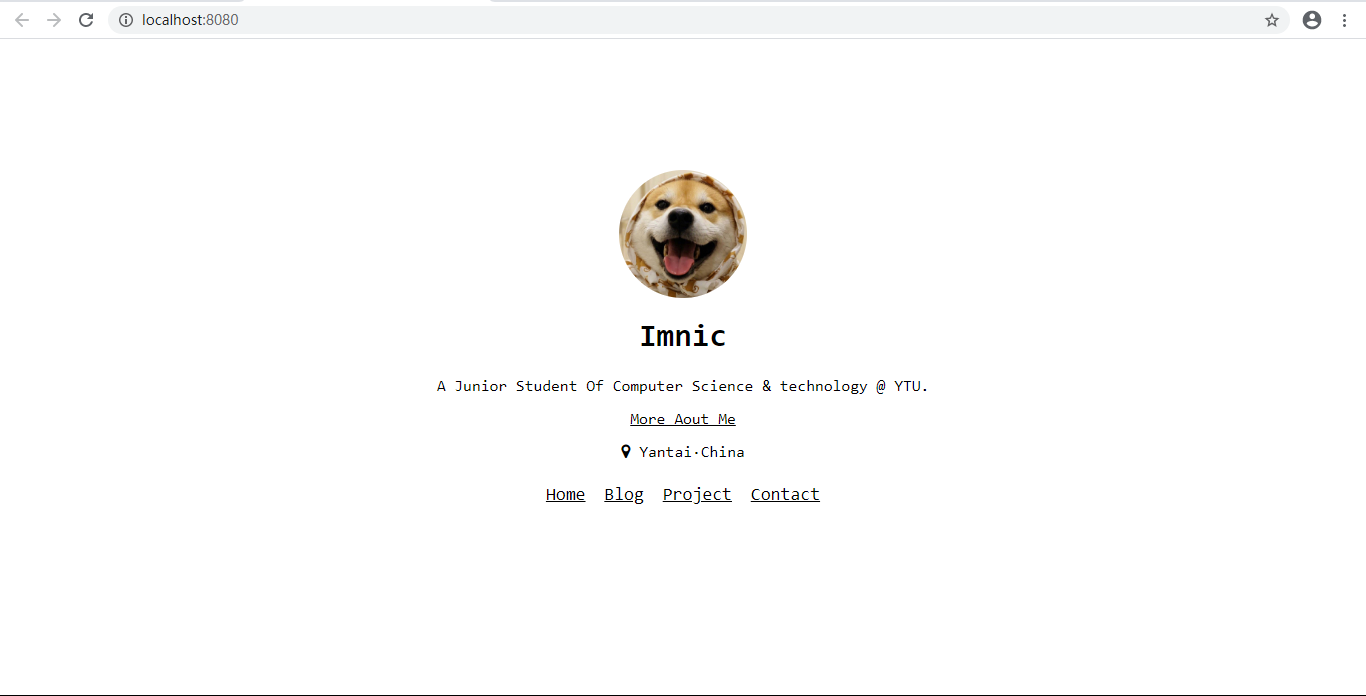 localhost:8080
Imnic
A Junior Student Of Computer Science & technology @ YTU.
More Aout Me
Yantai·China
Home Blog Project Contact